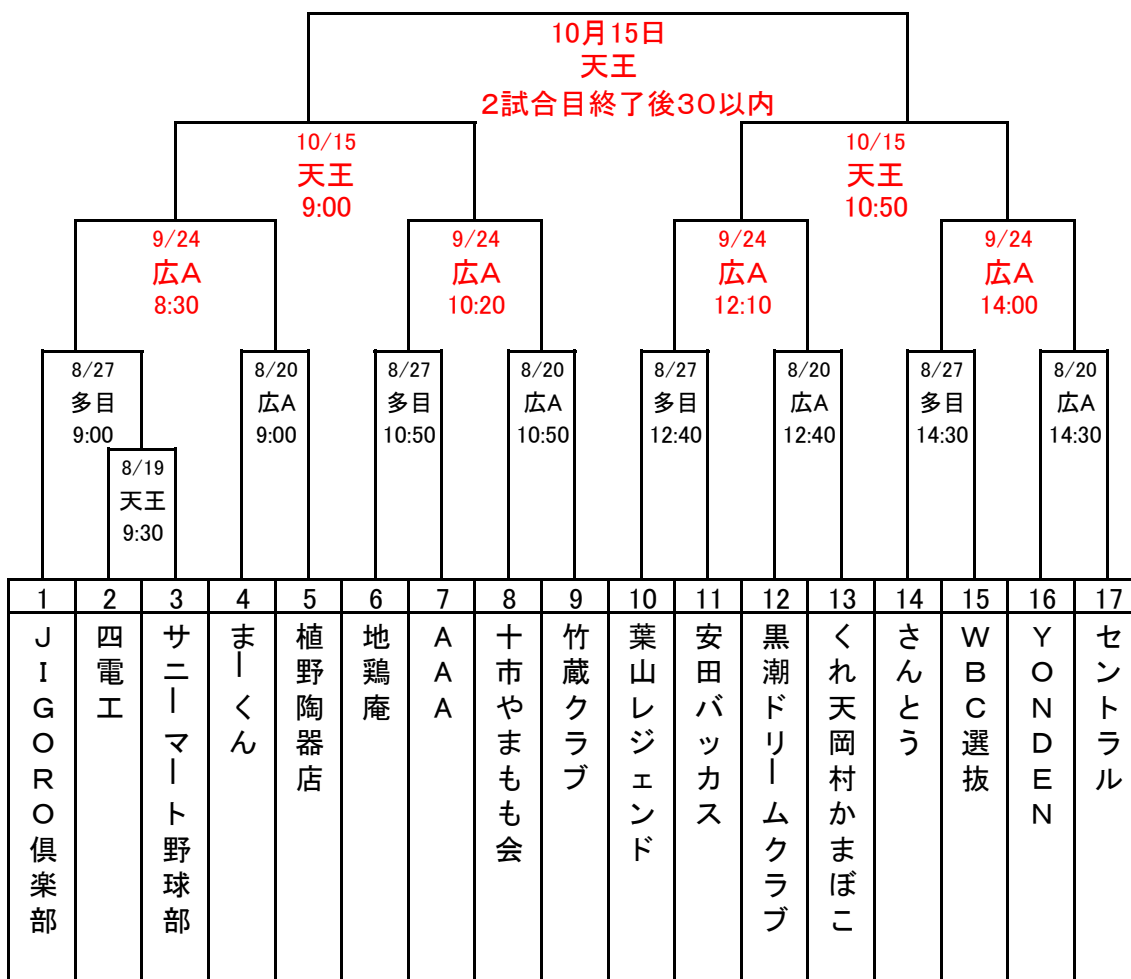 10月15日
天王
2試合目終了後30以内
10/15
天王
9:00
10/15
天王
10:50
9/24
広A
8:30
9/24
広A
10:20
9/24
広A
12:10
9/24
広A
14:00
8/27
多目
9:00
8/20
広A
9:00
8/27
多目
10:50
8/20
広A
10:50
8/27
多目
12:40
8/20
広A
12:40
8/27
多目
14:30
8/20
広A
14:30
8/19
天王
9:30
1 2 3 4 5 6 7 8 9 10 11 12 13 14 15 16 17
JIGORO倶楽部
四電工
サニーマート野球部
まーくん
植野陶器店
地鶏庵
AAA
十市やまもも会
竹蔵クラブ
葉山レジェンド
安田バッカス
黒潮ドリームクラブ
くれ天岡村かまぼこ
さんとう
WBC選抜
YONDEN
セントラル